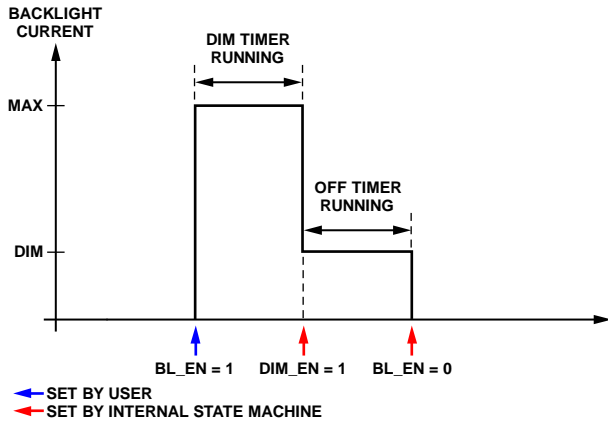 BACKLIGHT
CURRENT
DIM TIMER
RUNNING
MAX
OFF TIMER
RUNNING
DIM
BL_EN = 1
DIM_EN = 1
BL_EN = 0
SET BY USER
SET BY INTERNAL STATE MACHINE